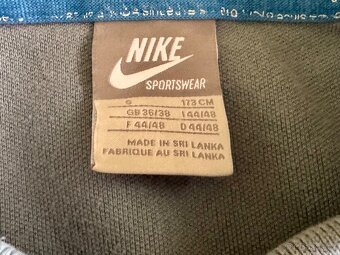 NIKE
SPORTSWEAR
S 173 CM
GB 36/38 I 44/48
F 44/48 D 44/48
MADE IN SRI LANKA
FABRIQUE AU SRI LANKA